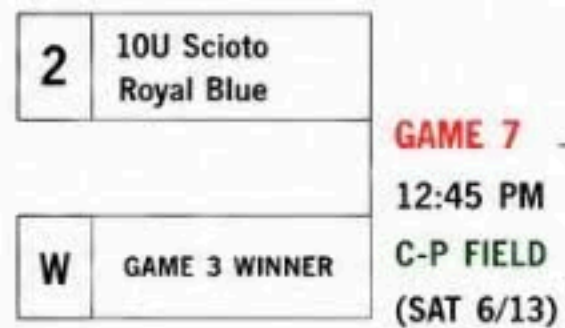 2
10U Scioto
Royal Blue
GAME 7
12:45 PM
C-P FIELD
(SAT 6/13)
W
GAME 3 WINNER